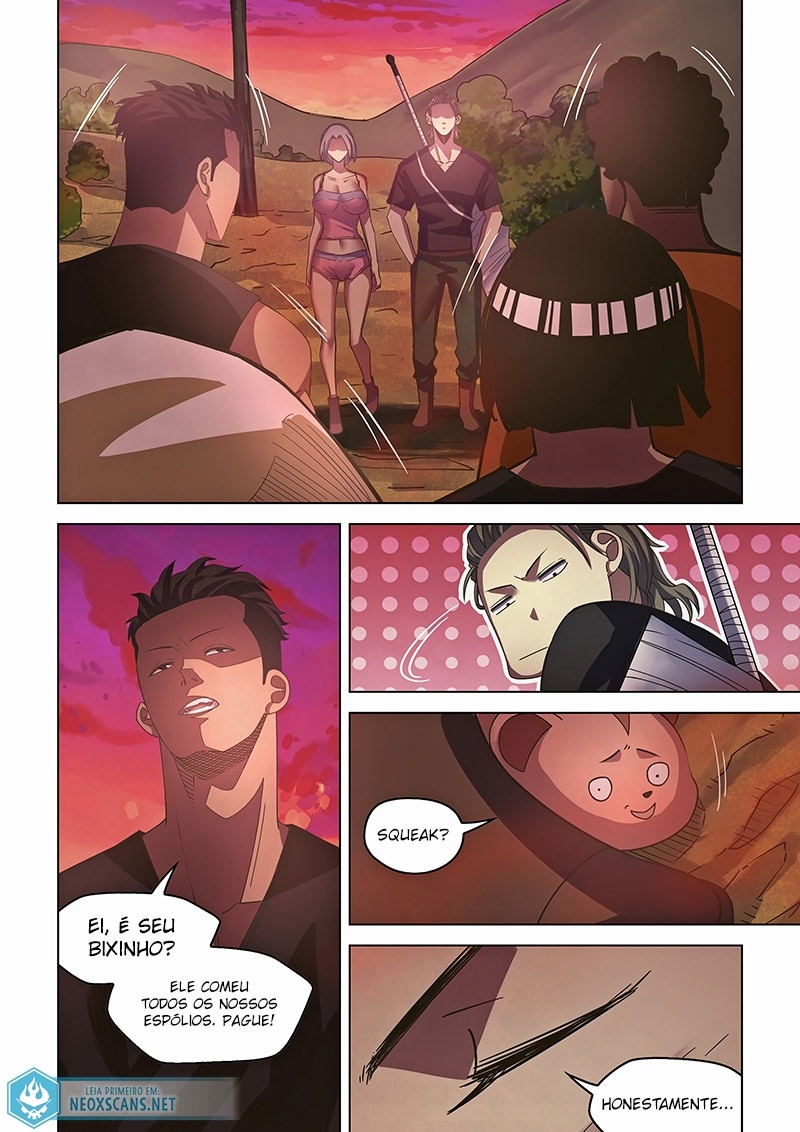 SQUEAK?
EI, É SEU
BIXINHO?
ELE COMEU
TODOS OS NOSSOS
ESPÓLIOS. PAGUE!
HONESTAMENTE...
LEIA PRIMEIRO EM:
NEOXSCANS.NET